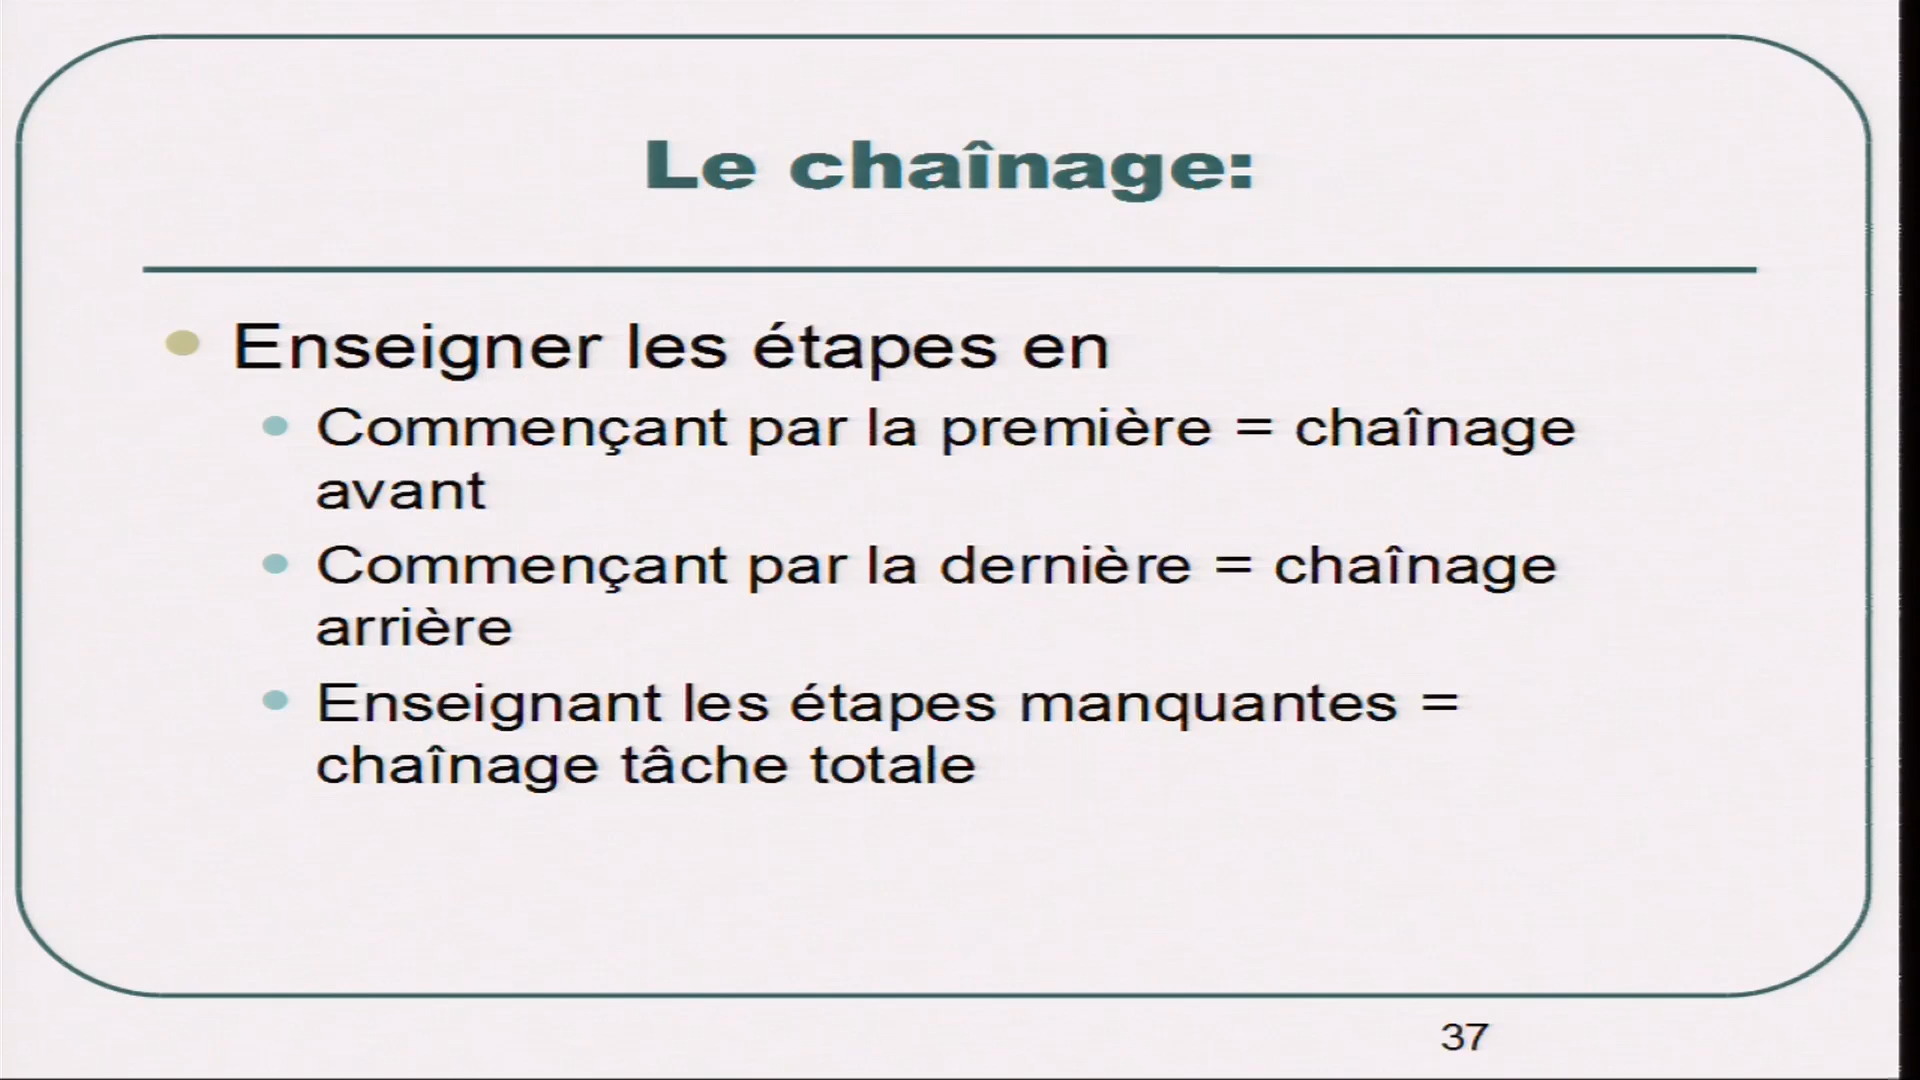 Le chaînage:
Enseigner les étapes en
Commençant par la première = chaînage
avant
Commençant par la dernière = chaînage
arrière
Enseignant les étapes manquantes =
chaînage tâche totale
37